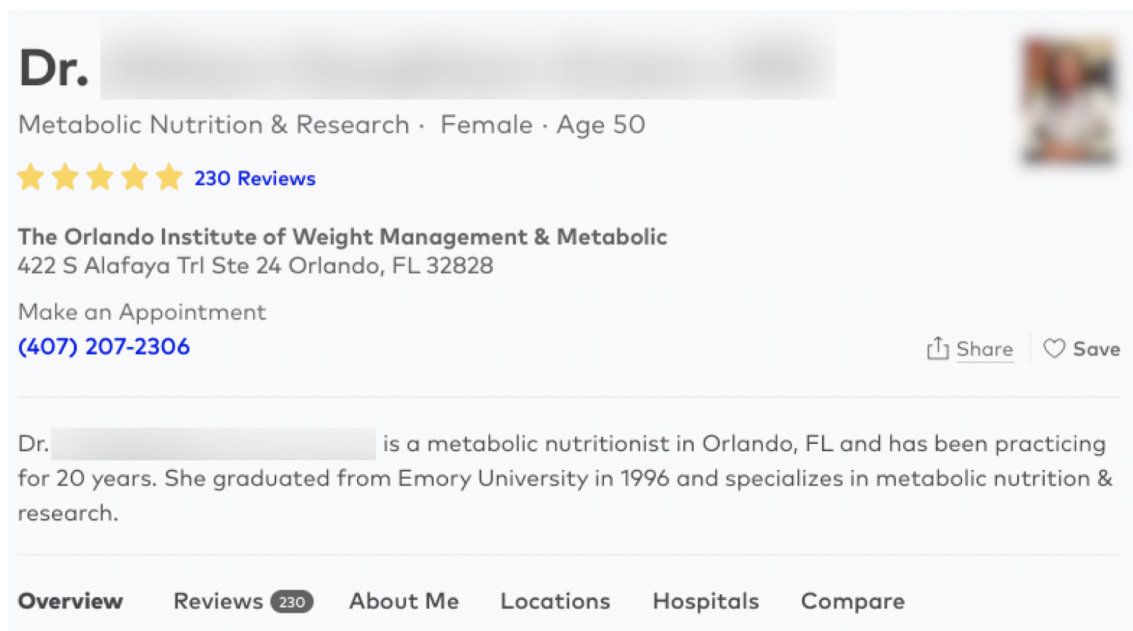 Dr.
Metabolic Nutrition & Research · Female · Age 50
230 Reviews
The Orlando Institute of Weight Management & Metabolic
422 S Alafaya Trl Ste 24 Orlando, FL 32828
Make an Appointment
(407) 207-2306
Share Save
Dr. is a metabolic nutritionist in Orlando, FL and has been practicing
for 20 years. She graduated from Emory University in 1996 and specializes in metabolic nutrition &
research.
Overview Reviews 230 About Me Locations Hospitals Compare